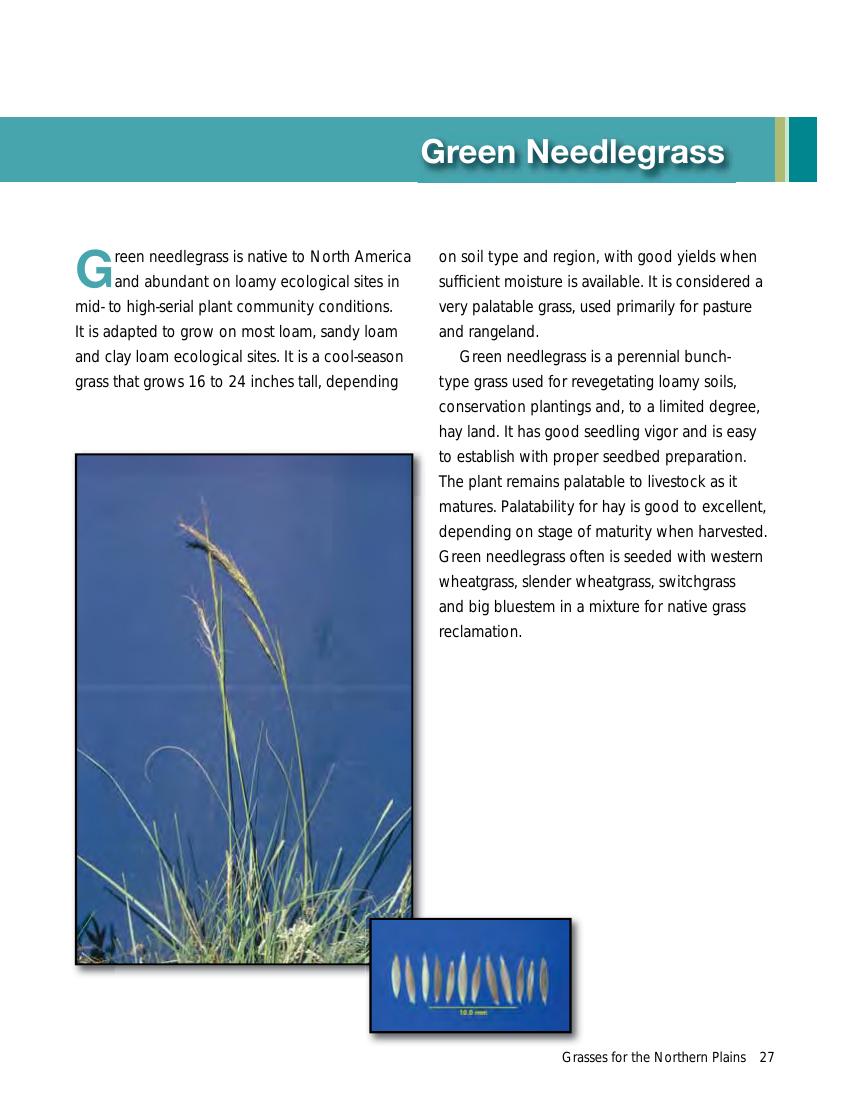 Green Needlegrass
Green needlegrass is native to North America
and abundant on loamy ecological sites in
mid- to high-serial plant community conditions.
It is adapted to grow on most loam, sandy loam
and clay loam ecological sites. It is a cool-season
grass that grows 16 to 24 inches tall, depending
on soil type and region, with good yields when
sufficient moisture is available. It is considered a
very palatable grass, used primarily for pasture
and rangeland.
Green needlegrass is a perennial bunch-
type grass used for revegetating loamy soils,
conservation plantings and, to a limited degree,
hay land. It has good seedling vigor and is easy
to establish with proper seedbed preparation.
The plant remains palatable to livestock as it
matures. Palatability for hay is good to excellent,
depending on stage of maturity when harvested.
Green needlegrass often is seeded with western
wheatgrass, slender wheatgrass, switchgrass
and big bluestem in a mixture for native grass
reclamation.
10.0 mm
Grasses for the Northern Plains 27